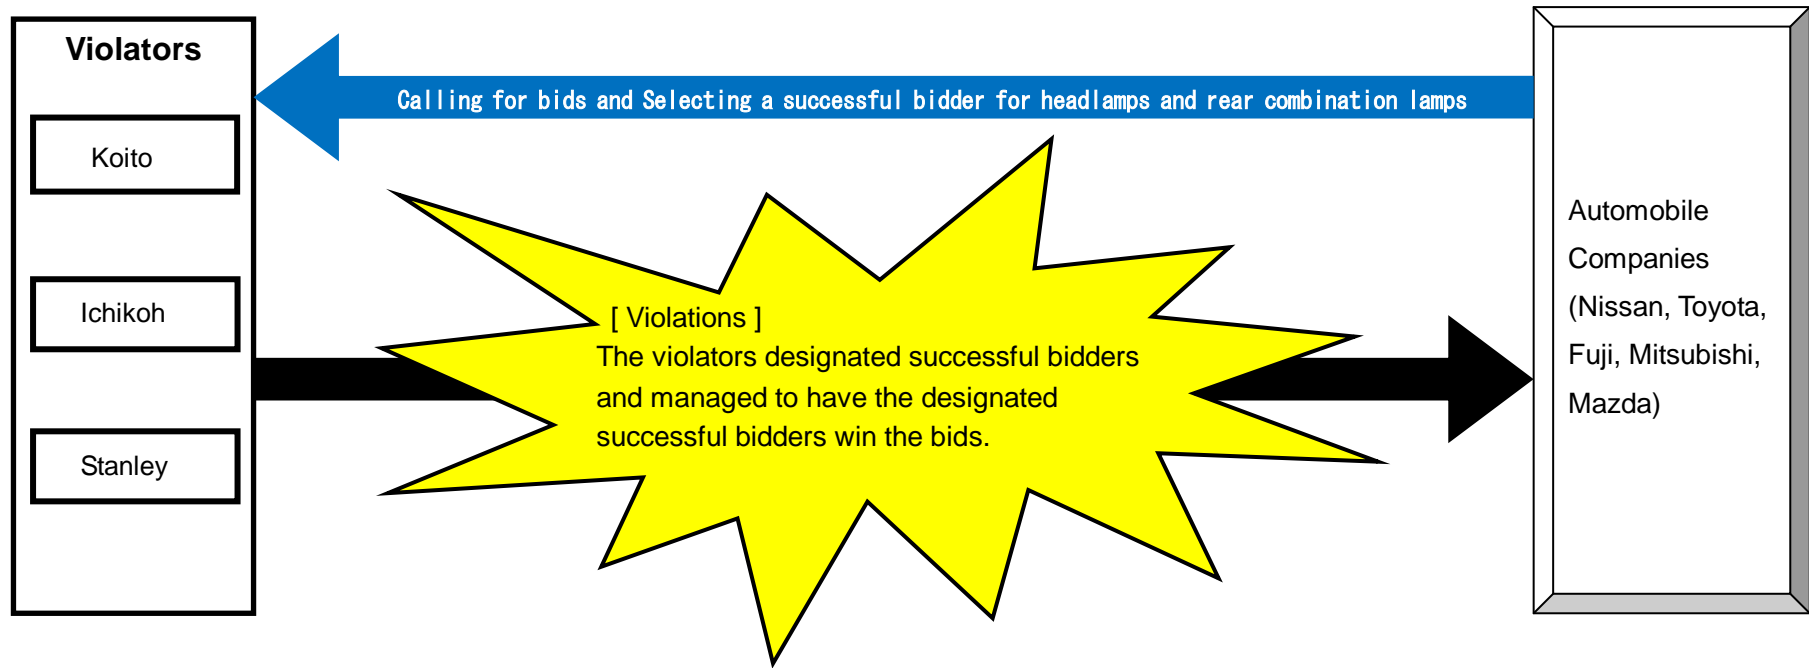 Violators
Koito
Ichikoh
Stanley
Calling for bids and Selecting a successful bidder for headlamps and rear combination lamps
[ Violations ]
The violators designated successful bidders
and managed to have the designated
successful bidders win the bids.
Automobile
Companies
(Nissan, Toyota,
Fuji, Mitsubishi,
Mazda)